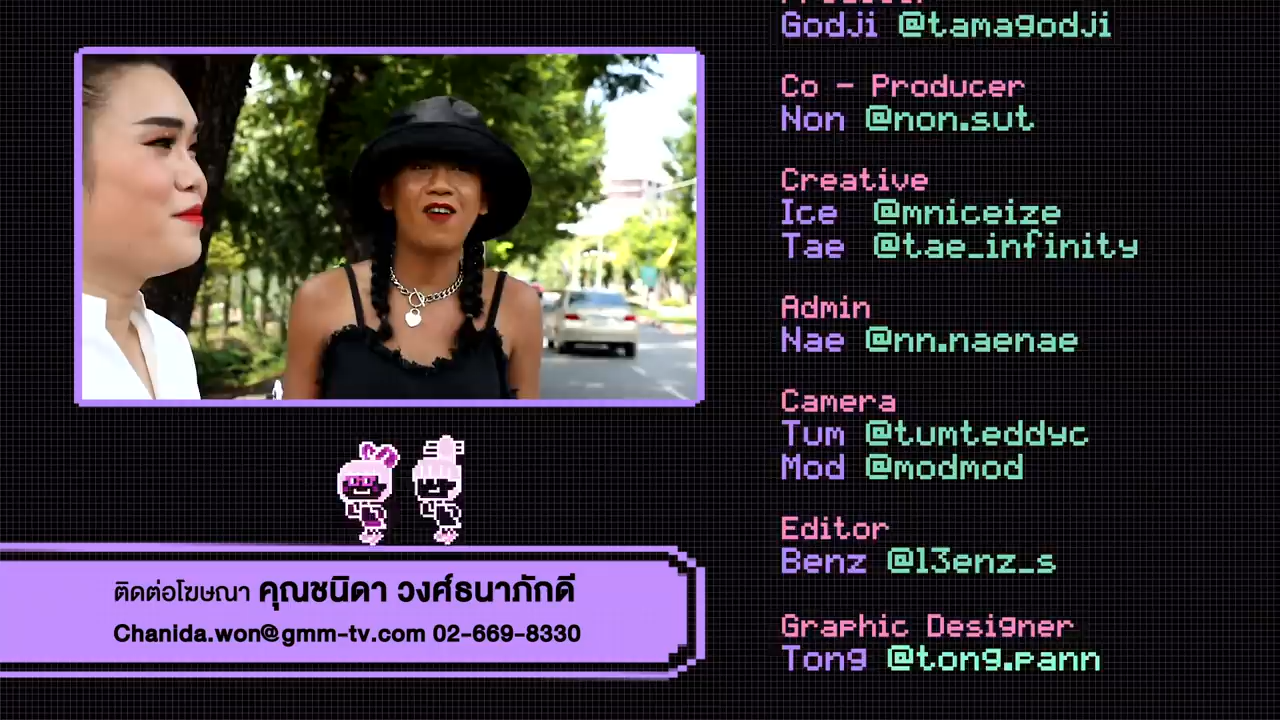 Godji @tamagodji
Co - Producer
Non @non.sut
Creative
Ice @mniceize
Tae @tae_infinity
Admin
Nae @nn.naenae
Camera
Tum @tumteddyc
Mod @modmod
Editor
Benz @l3enz_s
Graphic Designer
Tong @tong.pann
ติดต่อโฆษณา คุณชนิดา วงศ์ธนาภักดี
Chanida.won@gmm-tv.com 02-669-8330